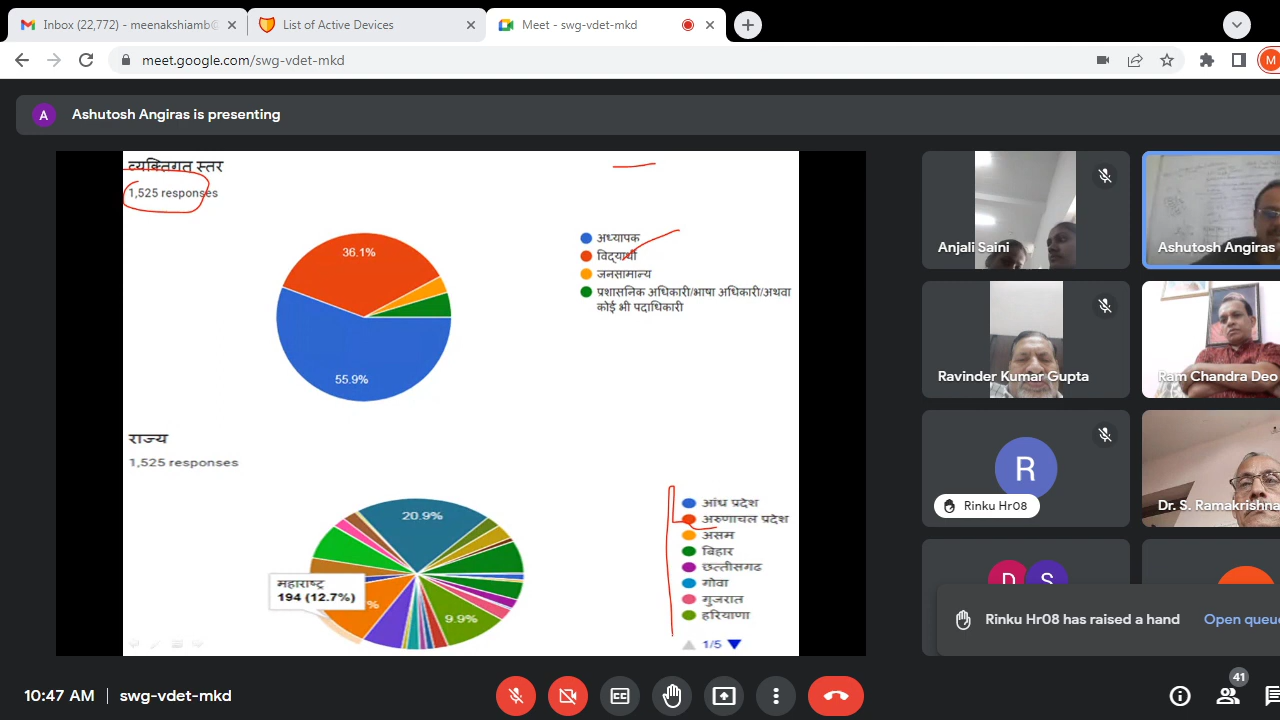 Inbox (22,772) - meenakshiamb@
List of Active Devices
Meet - swg-vdet-mkd
meet.google.com/swg-vdet-mkd
M
A
Ashutosh Angiras is presenting
व्यक्तिगत स्तर
1,525 responses
36.1%
55.9%
अध्यापक
विद्यार्थी
जनसामान्य
प्रशासनिक अधिकारी/भाषा अधिकारी/अथवा
कोई भी पदाधिकारी
राज्य
1,525 responses
20.9%
9.9%
महाराष्ट्र
194 (12.7%)
आंध्र प्रदेश
अरुणाचल प्रदेश
असम
बिहार
छत्तीसगढ
गोवा
गुजरात
हरियाणा
1/5
Anjali Saini
Ashutosh Angiras
Ravinder Kumar Gupta
Ram Chandra Deo
R
Rinku Hr08
Dr. S. Ramakrishna
D
S
Rinku Hr08 has raised a hand
Open queue
10:47 AM
swg-vdet-mkd
CC
41